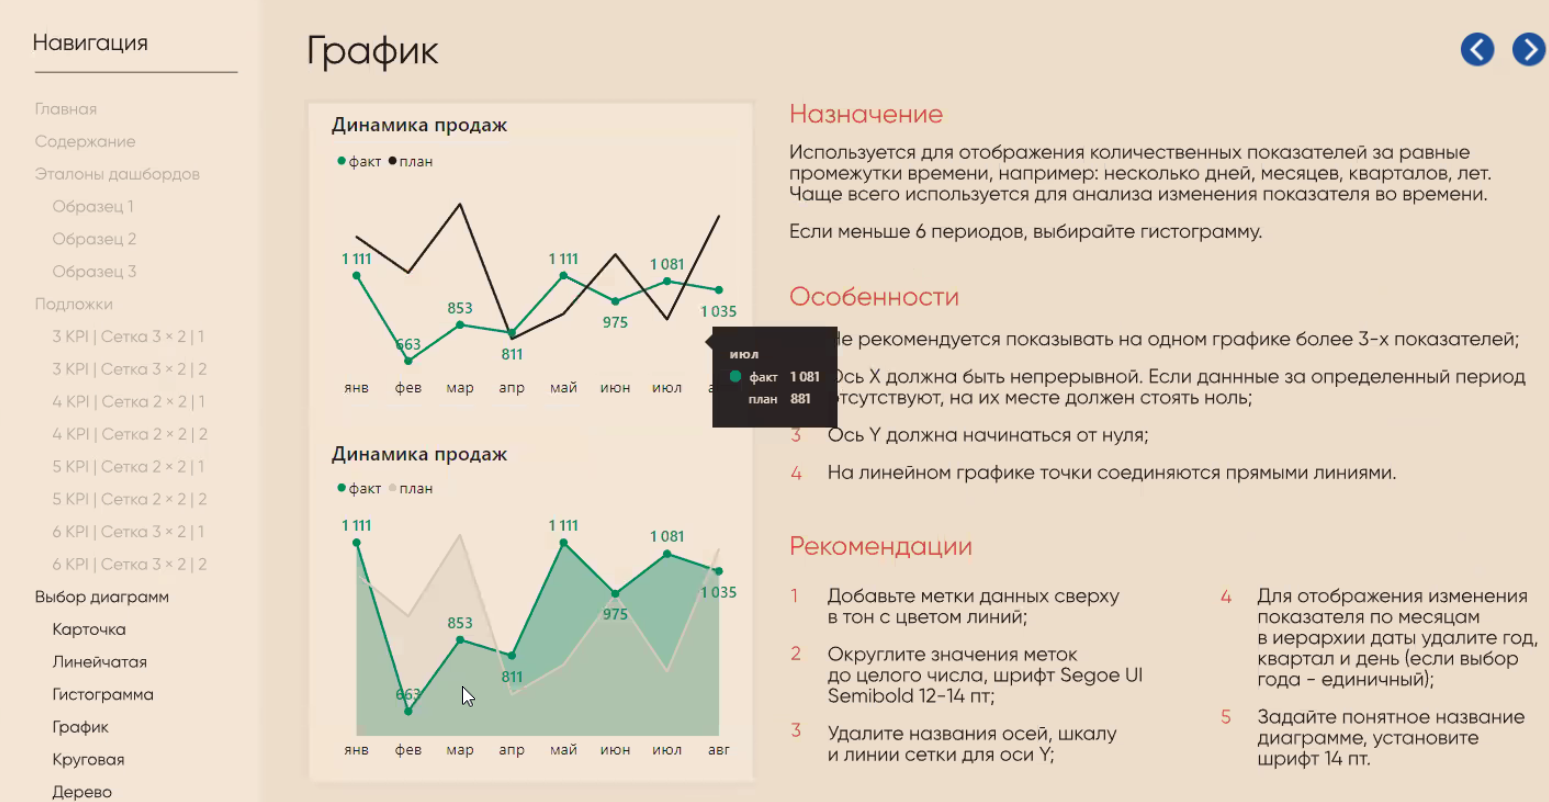 Навигация
Главная
Содержание
Эталоны дашбордов
Образец 1
Образец 2
Образец 3
Подложки
3 KPI | Сетка 3 × 2 | 1
3 KPI | Сетка 3 × 2 | 2
4 KPI | Сетка 2 × 2 | 1
4 KPI | Сетка 2 × 2 | 2
5 KPI | Сетка 2 × 2 | 1
5 KPI | Сетка 2 × 2 | 2
6 KPI | Сетка 3 × 2 | 1
6 KPI | Сетка 3 × 2 | 2
Выбор диаграмм
Карточка
Линейчатая
Гистограмма
График
Круговая
Дерево
График
Динамика продаж
факт план
1 111
663
853
811
1 111
975
1 081
1 035
янв фев мар апр май июн июл
июл
факт 1 081
план 881
Динамика продаж
факт план
1 111
663
853
811
1 111
975
1 081
1 035
янв фев мар апр май июн июл авг
Назначение
Используется для отображения количественных показателей за равные
промежутки времени, например: несколько дней, месяцев, кварталов, лет.
Чаще всего используется для анализа изменения показателя во времени.
Если меньше 6 периодов, выбирайте гистограмму.
Особенности
Не рекомендуется показывать на одном графике более 3-х показателей;
Ось X должна быть непрерывной. Если даннные за определенный период
отсутствуют, на их месте должен стоять ноль;
3 Ось Y должна начинаться от нуля;
4 На линейном графике точки соединяются прямыми линиями.
Рекомендации
1 Добавьте метки данных сверху
в тон с цветом линий;
2 Округлите значения меток
до целого числа, шрифт Segoe UI
Semibold 12-14 пт;
3 Удалите названия осей, шкалу
и линии сетки для оси Y;
4 Для отображения изменения
показателя по месяцам
в иерархии даты удалите год,
квартал и день (если выбор
года - единичный);
5 Задайте понятное название
диаграмме, установите
шрифт 14 пт.